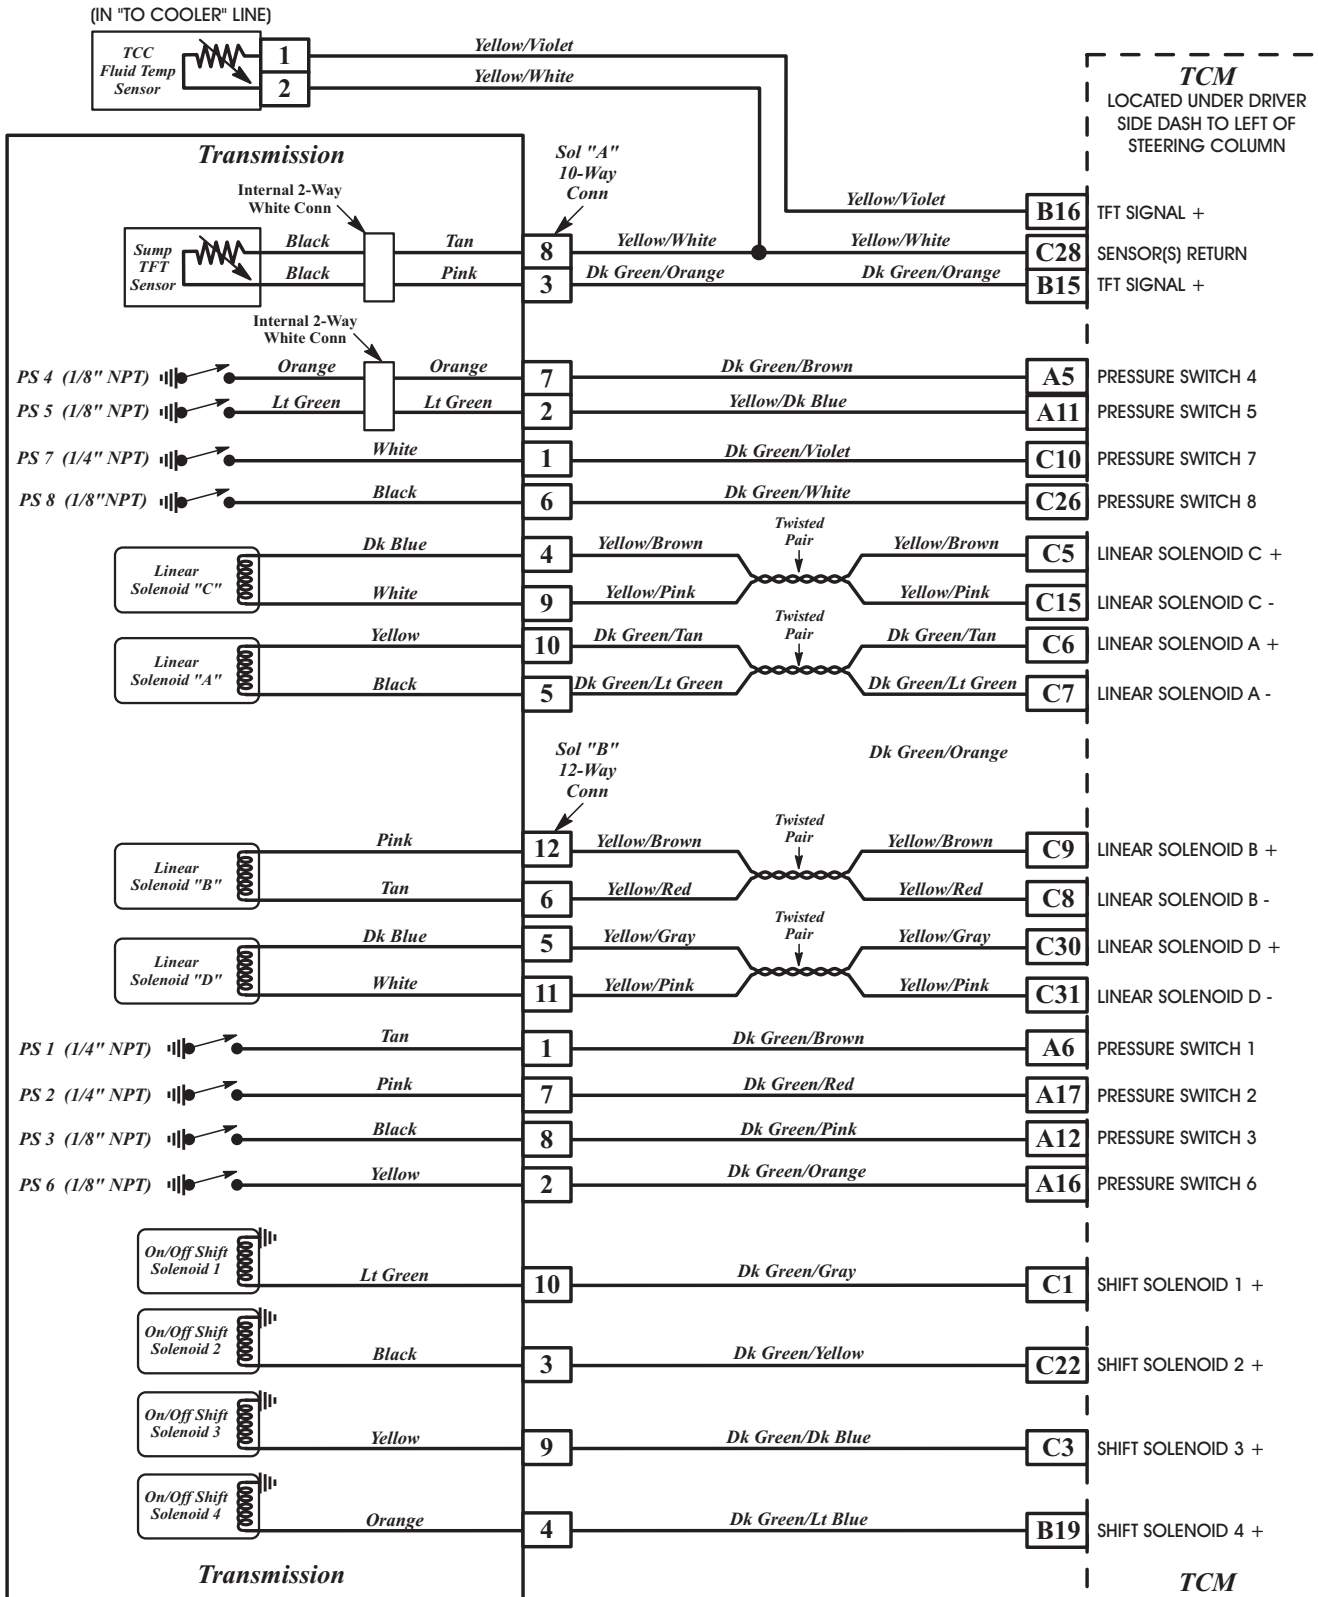 (IN "TO COOLER" LINE)
TCC
Fluid Temp
Sensor
1
2
Yellow/Violet
Yellow/White
TCM
LOCATED UNDER DRIVER
SIDE DASH TO LEFT OF
STEERING COLUMN
Transmission
Sol "A"
10-Way
Conn
Internal 2-Way
White Conn
Sump
TFT
Sensor
Yellow/Violet B16 TFT SIGNAL +
Black Tan 8 Yellow/White Yellow/White C28 SENSOR(S) RETURN
Black Pink 3 Dk Green/Orange Dk Green/Orange B15 TFT SIGNAL +
Internal 2-Way
White Conn
PS 4 (1/8" NPT) Orange Orange 7 Dk Green/Brown A5 PRESSURE SWITCH 4
PS 5 (1/8" NPT) Lt Green Lt Green 2 Yellow/Dk Blue A11 PRESSURE SWITCH 5
PS 7 (1/4" NPT) White 1 Dk Green/Violet C10 PRESSURE SWITCH 7
PS 8 (1/8"NPT) Black 6 Dk Green/White C26 PRESSURE SWITCH 8
Linear
Solenoid "C"
Twisted
Pair
Dk Blue 4 Yellow/Brown Yellow/Brown C5 LINEAR SOLENOID C +
White 9 Yellow/Pink Yellow/Pink C15 LINEAR SOLENOID C -
Linear
Solenoid "A"
Twisted
Pair
Yellow 10 Dk Green/Tan Dk Green/Tan C6 LINEAR SOLENOID A +
Black 5 Dk Green/Lt Green Dk Green/Lt Green C7 LINEAR SOLENOID A -
Sol "B"
12-Way
Conn
Dk Green/Orange
Linear
Solenoid "B"
Twisted
Pair
Pink 12 Yellow/Brown Yellow/Brown C9 LINEAR SOLENOID B +
Tan 6 Yellow/Red Yellow/Red C8 LINEAR SOLENOID B -
Linear
Solenoid "D"
Twisted
Pair
Dk Blue 5 Yellow/Gray Yellow/Gray C30 LINEAR SOLENOID D +
White 11 Yellow/Pink Yellow/Pink C31 LINEAR SOLENOID D -
PS 1 (1/4" NPT) Tan 1 Dk Green/Brown A6 PRESSURE SWITCH 1
PS 2 (1/4" NPT) Pink 7 Dk Green/Red A17 PRESSURE SWITCH 2
PS 3 (1/8" NPT) Black 8 Dk Green/Pink A12 PRESSURE SWITCH 3
PS 6 (1/8" NPT) Yellow 2 Dk Green/Orange A16 PRESSURE SWITCH 6
On/Off Shift
Solenoid 1
Lt Green 10 Dk Green/Gray C1 SHIFT SOLENOID 1 +
On/Off Shift
Solenoid 2
Black 3 Dk Green/Yellow C22 SHIFT SOLENOID 2 +
On/Off Shift
Solenoid 3
Yellow 9 Dk Green/Dk Blue C3 SHIFT SOLENOID 3 +
On/Off Shift
Solenoid 4
Orange 4 Dk Green/Lt Blue B19 SHIFT SOLENOID 4 +
Transmission
TCM